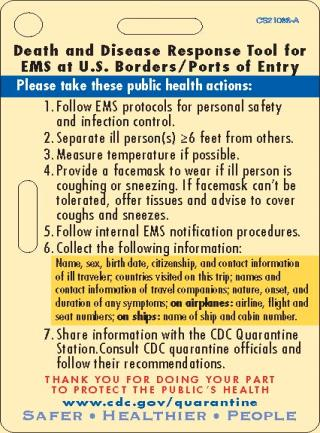 CS21088-A
Death and Disease Response Tool for
EMS at U.S. Borders/Ports of Entry
Please take these public health actions:
1. Follow EMS protocols for personal safety
and infection control.
2. Separate ill person(s) ≥6 feet from others.
3. Measure temperature if possible.
4. Provide a facemask to wear if ill person is
coughing or sneezing. If facemask can't be
tolerated, offer tissues and advise to cover
coughs and sneezes.
5. Follow internal EMS notification procedures.
6. Collect the following information:
Name, sex, birth date, citizenship, and contact information
of ill traveler; countries visited on this trip; names and
contact information of travel companions; nature, onset, and
duration of any symptoms; on airplanes: airline, flight and
seat numbers; on ships: name of ship and cabin number.
7. Share information with the CDC Quarantine
Station.Consult CDC quarantine officials and
follow their recommendations.
THANK YOU FOR DOING YOUR PART
TO PROTECT THE PUBLIC'S HEALTH
www.cdc.gov/quarantine
SAFER • HEALTHIER • PEOPLE